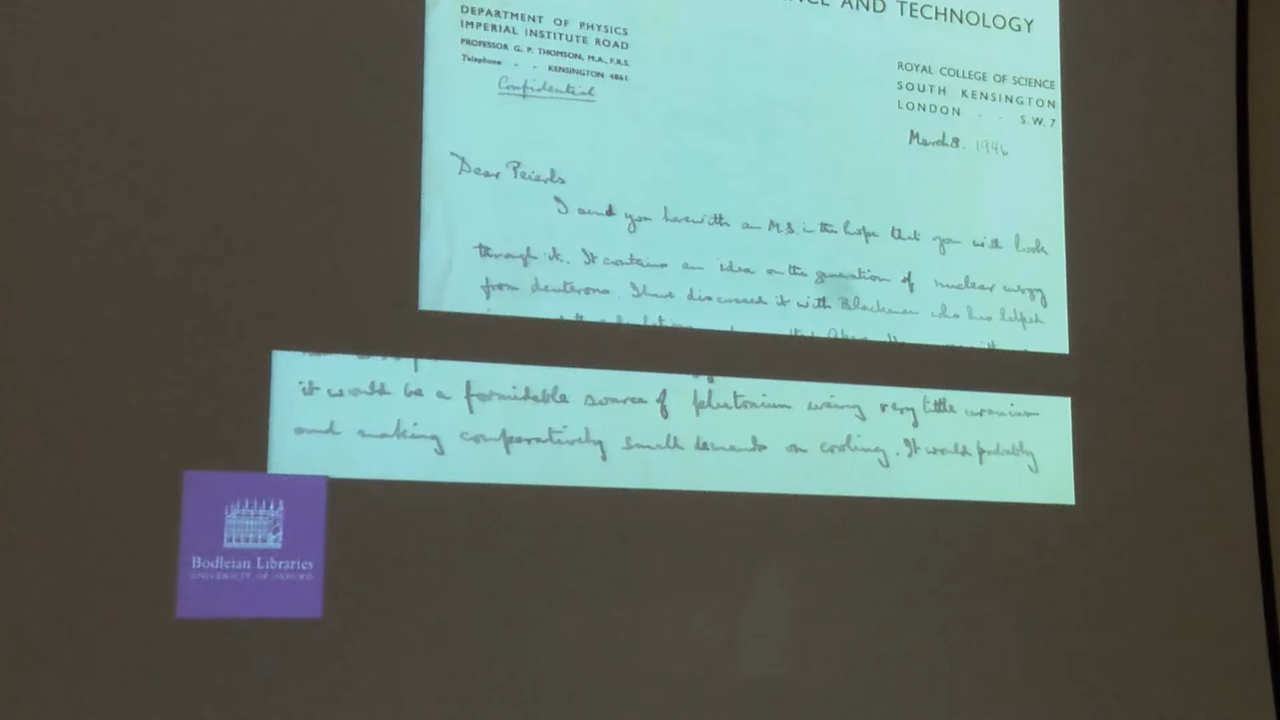 AND TECHNOLOGY
DEPARTMENT OF PHYSICS
IMPERIAL INSTITUTE ROAD
PROFESSOR G. P. THOMSON, M.A., F.R.S.
Telephone - - KENSINGTON 4861
Confidential
ROYAL COLLEGE OF SCIENCE
SOUTH KENSINGTON
LONDON - - S.W.7
March 8. 1946
Dear Peierls
I send you herewith an M.S. in the hope that you will look
through it. It contains an idea on the generation of nuclear energy
from deuterons. I have discussed it with Blackman who has helped
it would be a formidable source of plutonium using very little uranium
and making comparatively small demands on cooling. It would probably
Bodleian Libraries
UNIVERSITY OF OXFORD